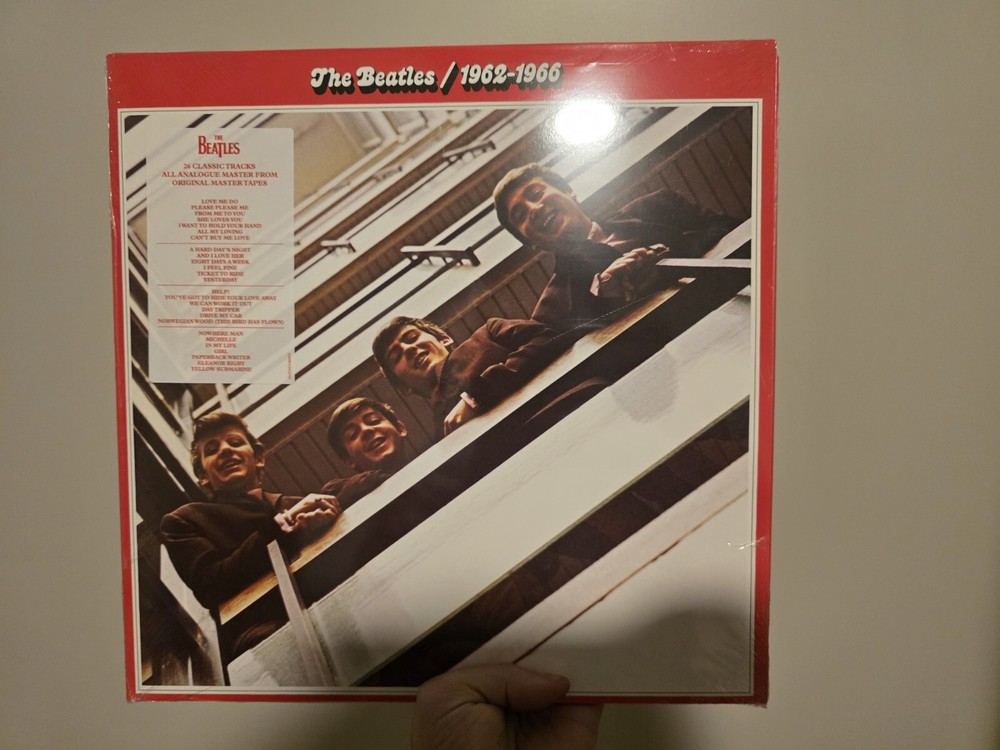 The Beatles / 1962-1966
THE
BEATLES
26 CLASSIC TRACKS
ALL ANALOGUE MASTER FROM
ORIGINAL MASTER TAPES
LOVE ME DO
PLEASE PLEASE ME
FROM ME TO YOU
SHE LOVES YOU
I WANT TO HOLD YOUR HAND
ALL MY LOVING
CAN'T BUY ME LOVE
A HARD DAY'S NIGHT
AND I LOVE HER
EIGHT DAYS A WEEK
I FEEL FINE
TICKET TO RIDE
YESTERDAY
HELP!
YOU'VE GOT TO HIDE YOUR LOVE AWAY
WE CAN WORK IT OUT
DAY TRIPPER
DRIVE MY CAR
NORWEGIAN WOOD (THIS BIRD HAS FLOWN)
NOWHERE MAN
MICHELLE
IN MY LIFE
GIRL
PAPERBACK WRITER
ELEANOR RIGBY
YELLOW SUBMARINE